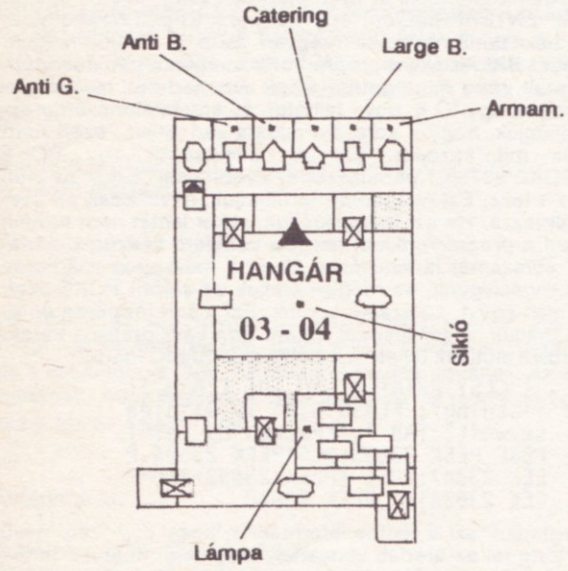 Catering
Anti B.
Large B.
Anti G.
Armam.
HANGÁR
03 - 04
Sikló
Lámpa